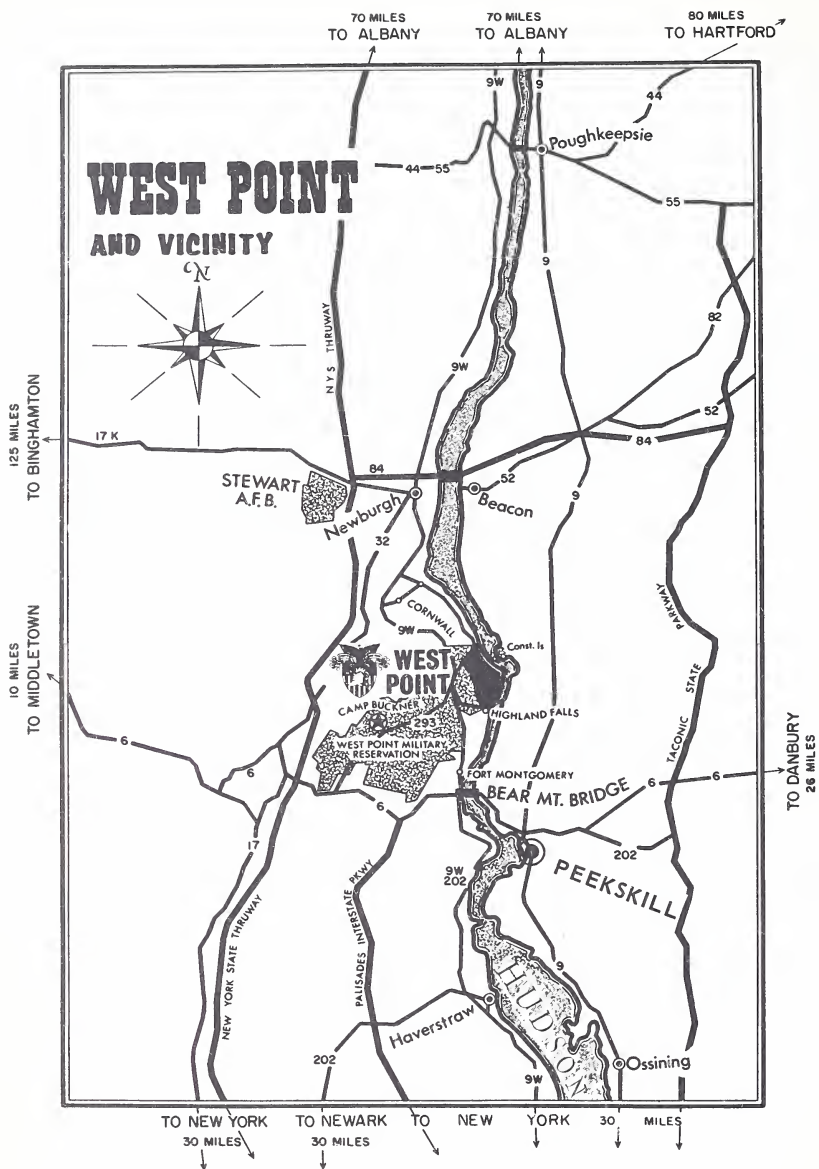 70 MILES
TO ALBANY
70 MILES
TO ALBANY
80 MILES
TO HARTFORD
9W
9
44
Poughkeepsie
WEST POINT
AND VICINITY
N
44
55
55
9
82
NYS THRUWAY
9W
125 MILES
TO BINGHAMTON
17 K
52
84
84
STEWART
A.F.B.
52
Newburgh
Beacon
9
32
CORNWALL
PARKWAY
10 MILES
TO MIDDLETOWN
9W
Const. Is
WEST
POINT
STATE
TACONIC
CAMP BUCKNER
293
HIGHLAND FALLS
WEST POINT MILITARY
RESERVATION
6
6
FORT MONTGOMERY
BEAR MT. BRIDGE
6
6
TO DANBURY
26 MILES
6
17
202
9W
202
PEEKSKILL
NEW YORK STATE THRUWAY
PALISADES INTERSTATE PKWY
HUDSON
9
Haverstraw
202
Ossining
9W
TO NEW YORK
30 MILES
TO NEWARK
30 MILES
TO NEW YORK 30 MILES